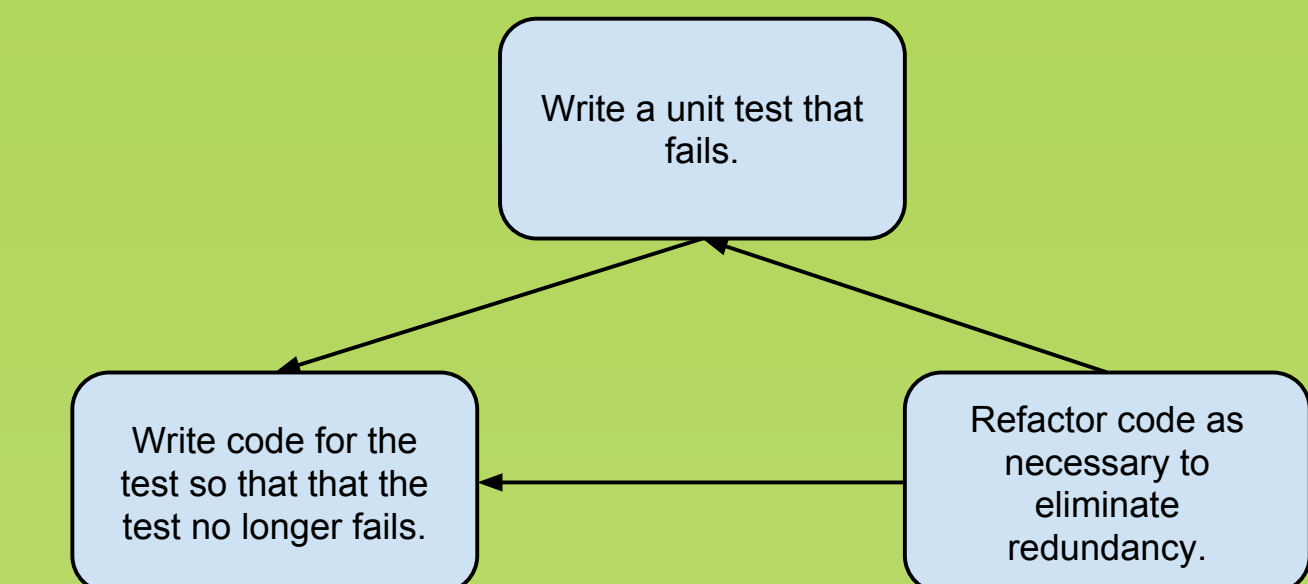 Write a unit test that
fails.
Write code for the
test so that that the
test no longer fails.
Refactor code as
necessary to
eliminate
redundancy.